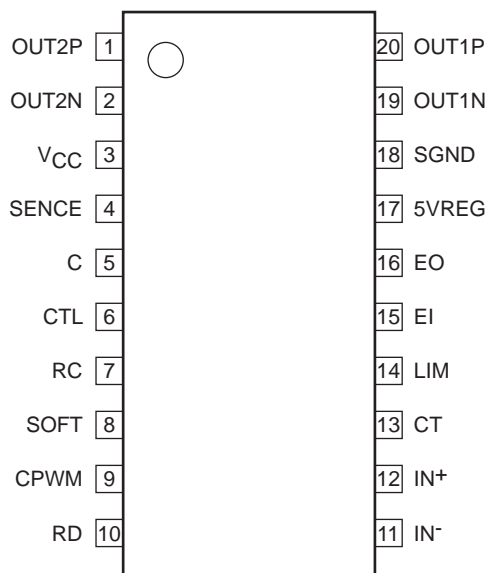 OUT2P 1 20 OUT1P
OUT2N 2 19 OUT1N
VCC 3 18 SGND
SENCE 4 17 5VREG
C 5 16 EO
CTL 6 15 EI
RC 7 14 LIM
SOFT 8 13 CT
CPWM 9 12 IN+
RD 10 11 IN-